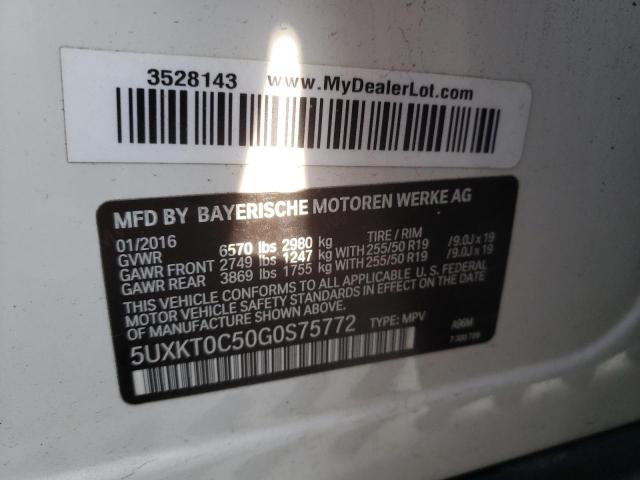 3528143 www.MyDealerLot.com
MFD BY BAYERISCHE MOTOREN WERKE AG
01/2016 TIRE / RIM
GVWR 6570 lbs 2980 kg
GAWR FRONT 2749 lbs 1247 kg WITH 255/50 R19 /9.0J x 19
GAWR REAR 3869 lbs 1755 kg WITH 255/50 R19 /9.0J x 19
THIS VEHICLE CONFORMS TO ALL APPLICABLE U. S. FEDERAL
MOTOR VEHICLE SAFETY STANDARDS IN EFFECT ON THE DATE OF
MANUFACTURE SHOWN ABOVE.
5UXKT0C50G0S75772 TYPE: MPV A96M